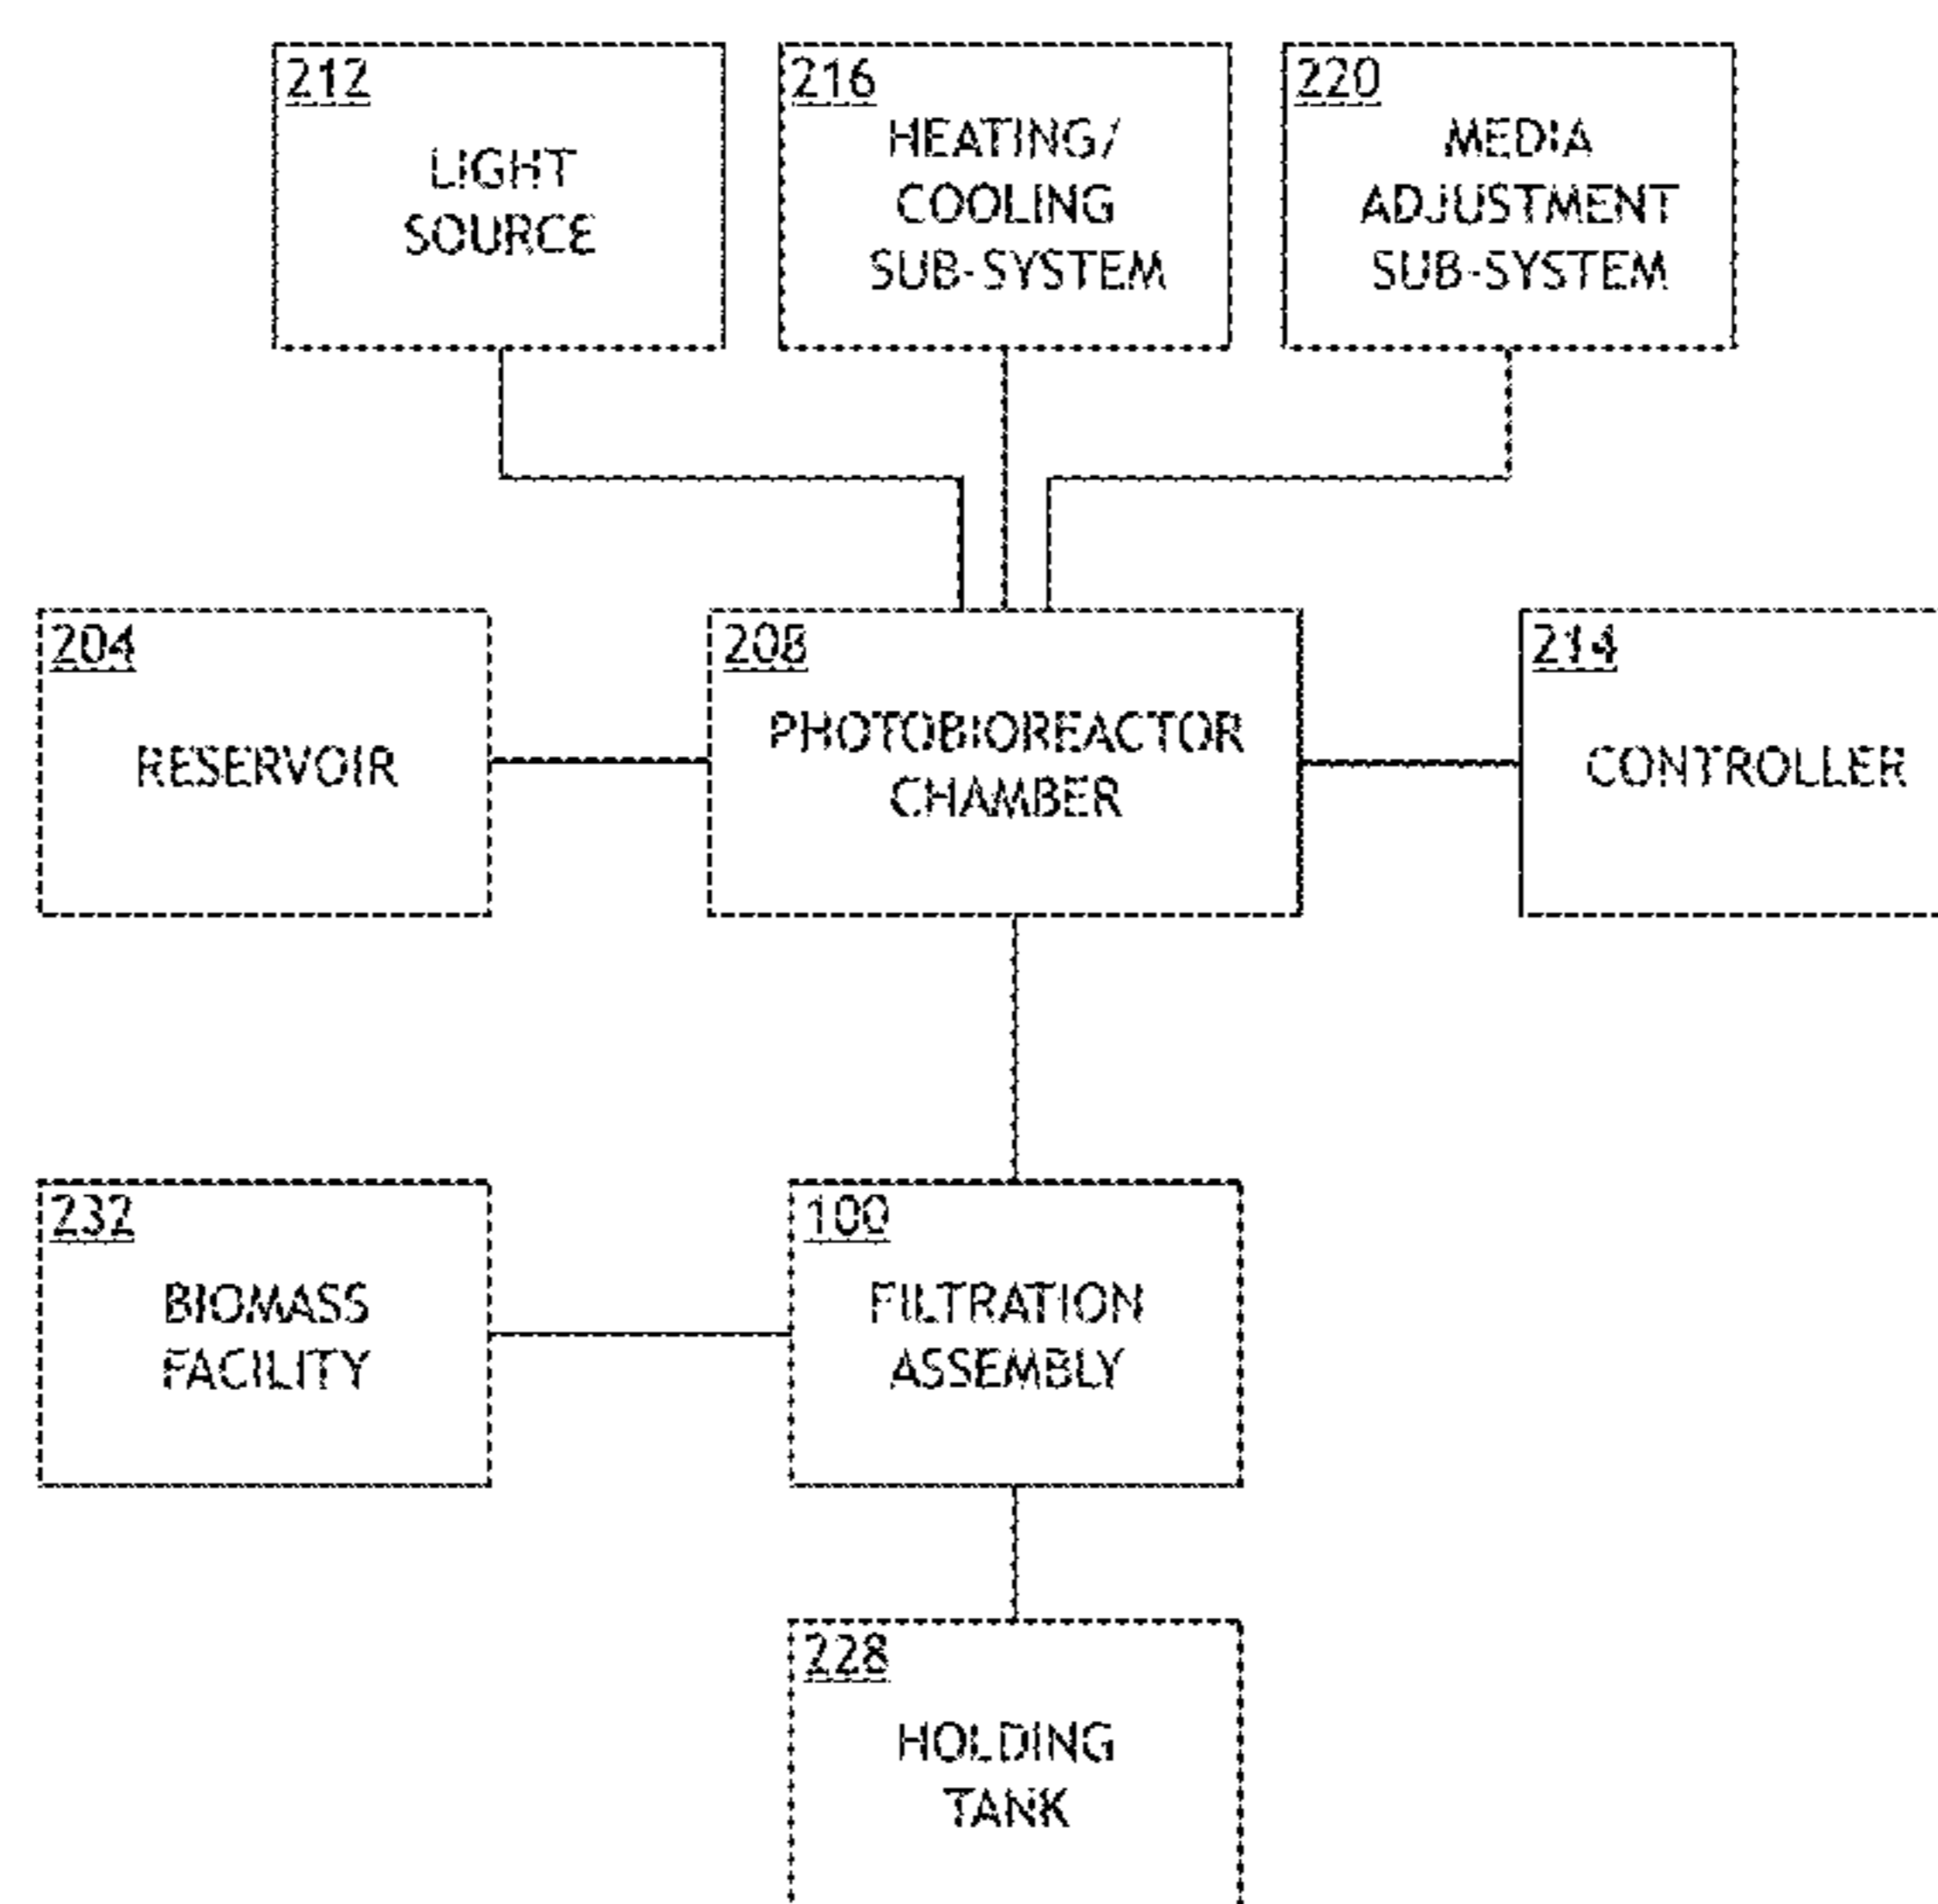 212
LIGHT
SOURCE
216
HEATING/
COOLING
SUB-SYSTEM
220
MEDIA
ADJUSTMENT
SUB-SYSTEM
204
RESERVOIR
208
PHOTOBIOREACTOR
CHAMBER
214
CONTROLLER
232
BIOMASS
FACILITY
100
FILTRATION
ASSEMBLY
228
HOLDING
TANK